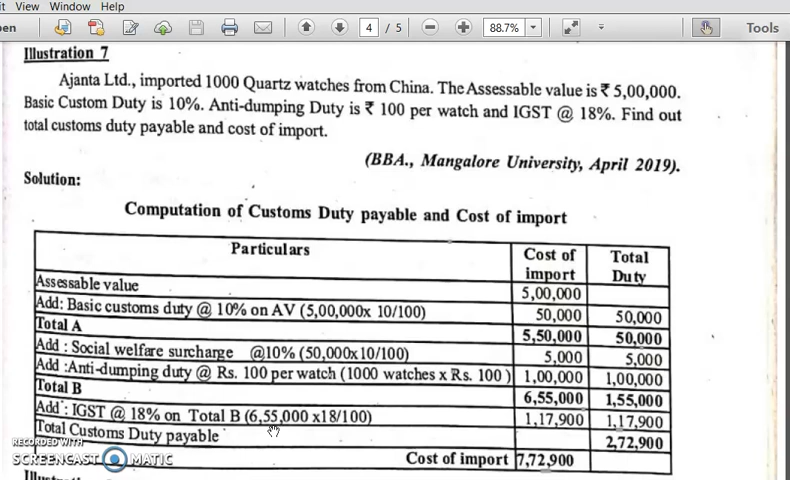 it View Window Help
pen 4 / 5 88.7% Tools
Illustration 7
Ajanta Ltd., imported 1000 Quartz watches from China. The Assessable value is ₹ 5,00,000.
Basic Custom Duty is 10%. Anti-dumping Duty is ₹ 100 per watch and IGST @ 18%. Find out
total customs duty payable and cost of import.
(BBA., Mangalore University, April 2019).
Solution:
Computation of Customs Duty payable and Cost of import
Particulars Cost of import Total Duty
Assessable value 5,00,000
Add: Basic customs duty @ 10% on AV (5,00,000x 10/100) 50,000 50,000
Total A 5,50,000 50,000
Add : Social welfare surcharge @10% (50,000x10/100) 5,000 5,000
Add :Anti-dumping duty @ Rs. 100 per watch (1000 watches x Rs. 100 ) 1,00,000 1,00,000
Total B 6,55,000 1,55,000
Add : IGST @ 18% on Total B (6,55,000 x18/100) 1,17,900 1,17,900
Total Customs Duty payable 2,72,900
Cost of import 7,72,900
RECORDED WITH
SCREENCAST MATIC